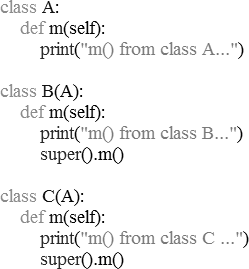 class A:
    def m(self):
        print("m() from class A...")

class B(A):
    def m(self):
        print("m() from class B...")
        super().m()

class C(A):
    def m(self):
        print("m() from class C ...")
        super().m()